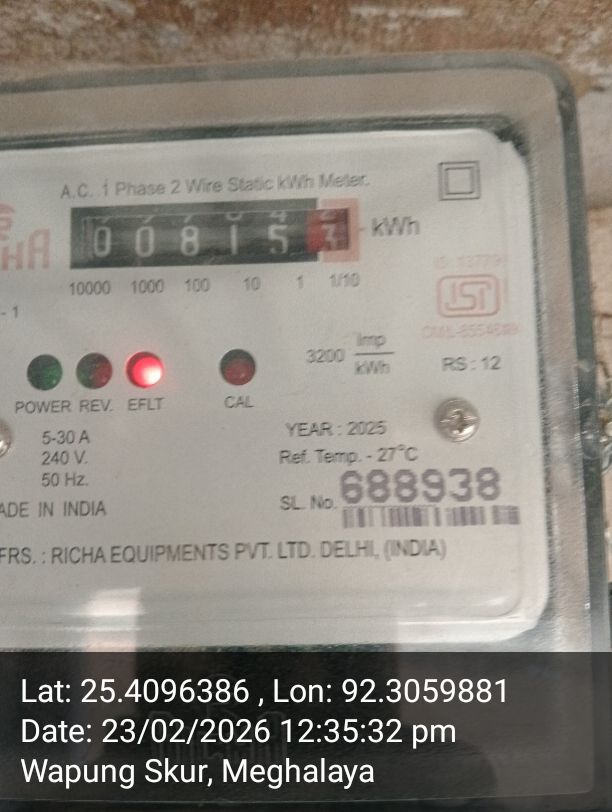 A.C. 1 Phase 2 Wire Static kWh Meter.
HA
0 0 8 1 5 3 kWh
10000 1000 100 10 1 1/10
- 1
3200 Imp
kWh
RS : 12
POWER REV. EFLT CAL
5-30 A
240 V.
50 Hz.
YEAR : 2025
Ref. Temp. - 27°C
SL. No. 688938
ADE IN INDIA
FRS. : RICHA EQUIPMENTS PVT. LTD. DELHI, (INDIA)
Lat: 25.4096386 , Lon: 92.3059881
Date: 23/02/2026 12:35:32 pm
Wapung Skur, Meghalaya